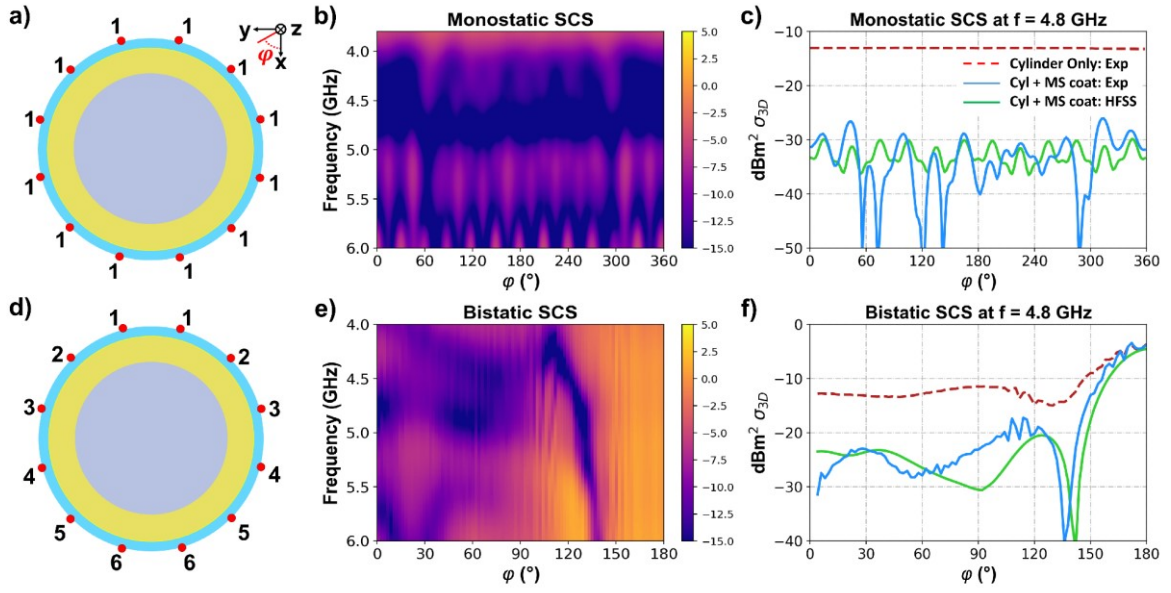 a)
1 1
1 1
1 1
1 1
1 1
1 1
y z
φ x
b) Monostatic SCS
Frequency (GHz)
4.0
4.5
5.0
5.5
6.0
0 60 120 180 240 300 360
φ (°)
5.0
2.5
0.0
−2.5
−5.0
−7.5
−10.0
−12.5
−15.0
c) Monostatic SCS at f = 4.8 GHz
dBm² σ3D
−10
−20
−30
−40
−50
Cylinder Only: Exp
Cyl + MS coat: Exp
Cyl + MS coat: HFSS
0 60 120 180 240 300 360
φ (°)
d)
1 1
2 2
3 3
4 4
5 5
6 6
e) Bistatic SCS
Frequency (GHz)
4.0
4.5
5.0
5.5
6.0
0 30 60 90 120 150 180
φ (°)
5.0
2.5
0.0
−2.5
−5.0
−7.5
−10.0
−12.5
−15.0
f) Bistatic SCS at f = 4.8 GHz
dBm² σ3D
0
−10
−20
−30
−40
0 30 60 90 120 150 180
φ (°)